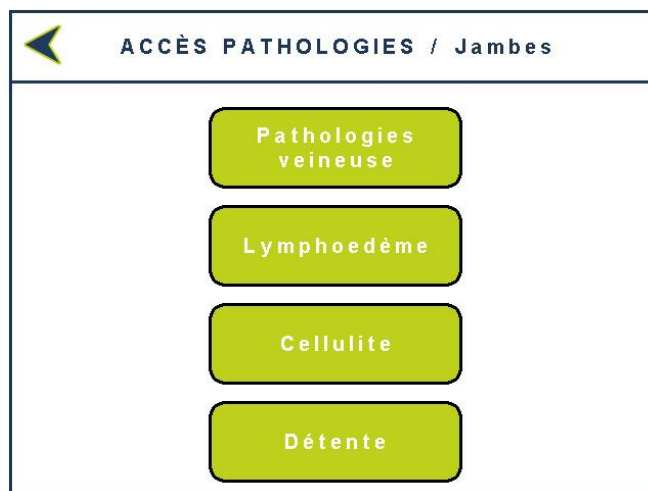 ACCÈS PATHOLOGIES / Jambes
Pathologies
veineuse
Lymphoedème
Cellulite
Détente